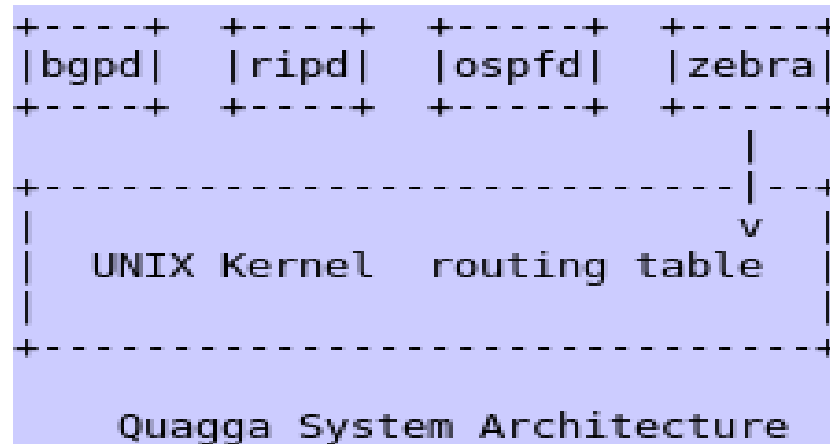 +----+ +----+ +-----+ +-----+
|bgpd| |ripd| |ospfd| |zebra|
+----+ +----+ +-----+ +-----+
|
+---------------------------|--+
| v |
| UNIX Kernel routing table |
| |
+------------------------------+
Quagga System Architecture